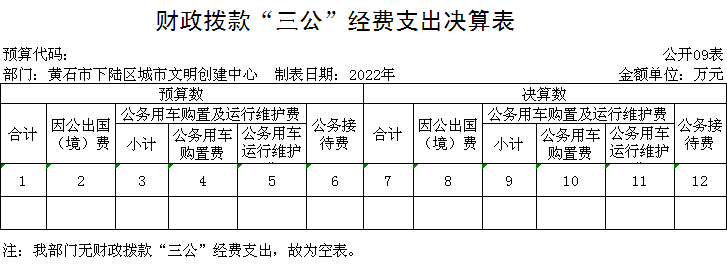 财政拨款“三公”经费支出决算表
预算代码： 公开09表
部门：黄石市下陆区城市文明创建中心 制表日期：2022年 金额单位：万元
预算数 决算数
合计 因公出国（境）费 公务用车购置及运行维护费 公务接待费 合计 因公出国（境）费 公务用车购置及运行维护费 公务接待费
小计 公务用车购置费 公务用车运行维护 小计 公务用车购置费 公务用车运行维护
1 2 3 4 5 6 7 8 9 10 11 12
注：我部门无财政拨款“三公”经费支出，故为空表。